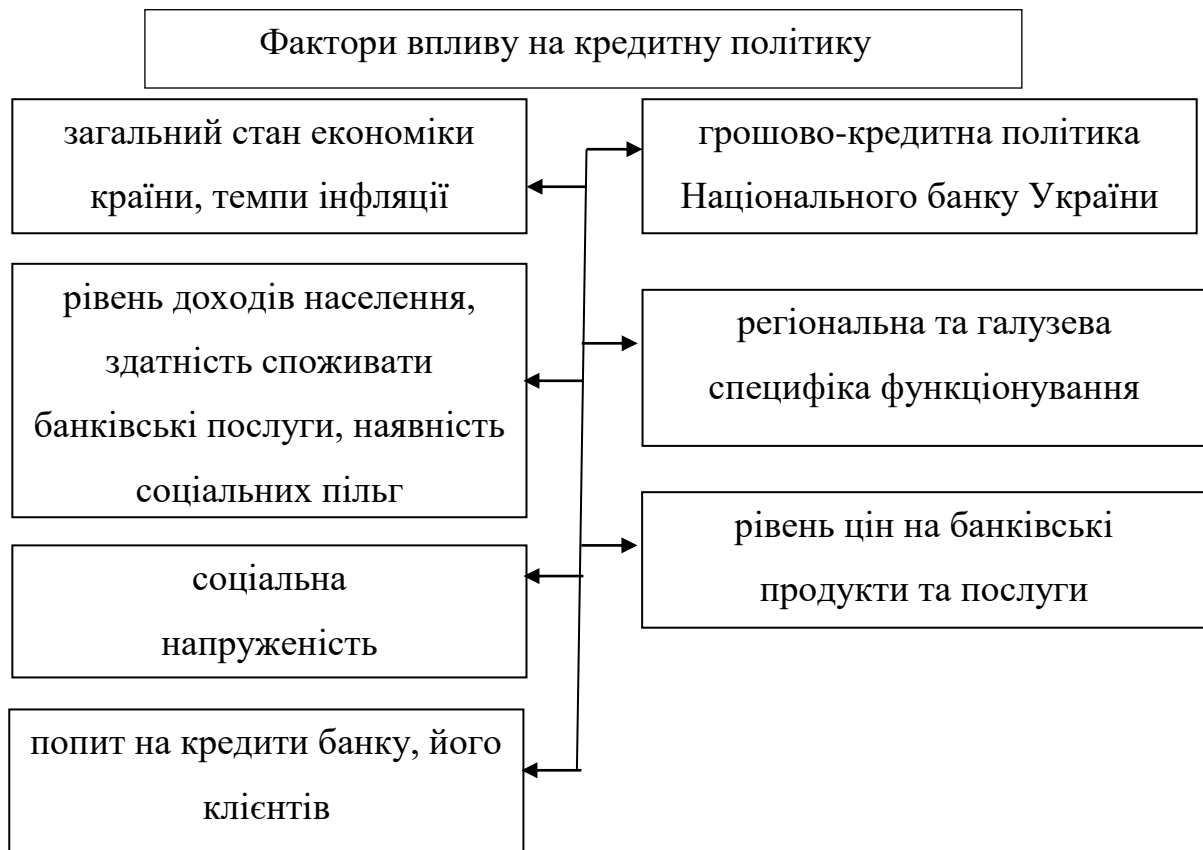 Фактори впливу на кредитну політику
загальний стан економіки
країни, темпи інфляції
грошово-кредитна політика
Національного банку України
рівень доходів населення,
здатність споживати
банківські послуги, наявність
соціальних пільг
регіональна та галузева
специфіка функціонування
соціальна
напруженість
рівень цін на банківські
продукти та послуги
попит на кредити банку, його
клієнтів